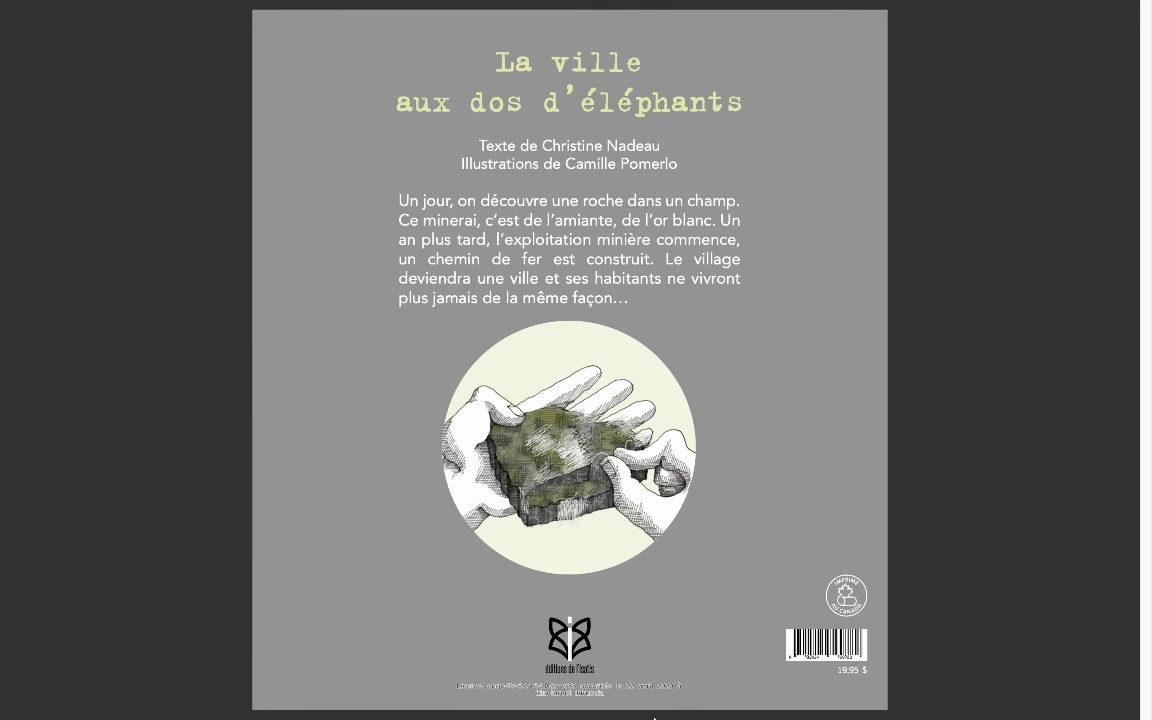 La ville
aux dos d'éléphants
Texte de Christine Nadeau
Illustrations de Camille Pomerlo
Un jour, on découvre une roche dans un champ.
Ce minerai, c'est de l'amiante, de l'or blanc. Un
an plus tard, l'exploitation minière commence,
un chemin de fer est construit. Le village
deviendra une ville et ses habitants ne vivront
plus jamais de la même façon…
IMPRIMÉ
AU CANADA
éditions de l'isatis
19,95 $